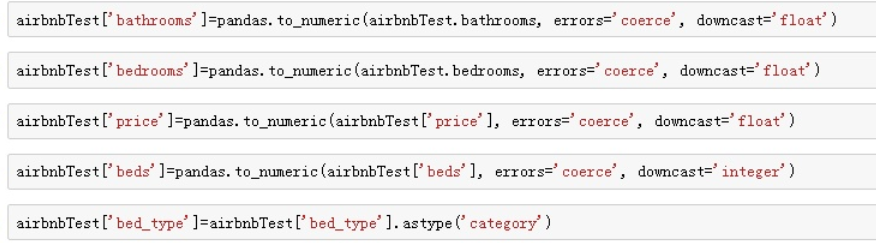 airbnbTest['bathrooms']=pandas.to_numeric(airbnbTest.bathrooms, errors='coerce', downcast='float')
airbnbTest['bedrooms']=pandas.to_numeric(airbnbTest.bedrooms, errors='coerce', downcast='float')
airbnbTest['price']=pandas.to_numeric(airbnbTest['price'], errors='coerce', downcast='float')
airbnbTest['beds']=pandas.to_numeric(airbnbTest['beds'], errors='coerce', downcast='integer')
airbnbTest['bed_type']=airbnbTest['bed_type'].astype('category')